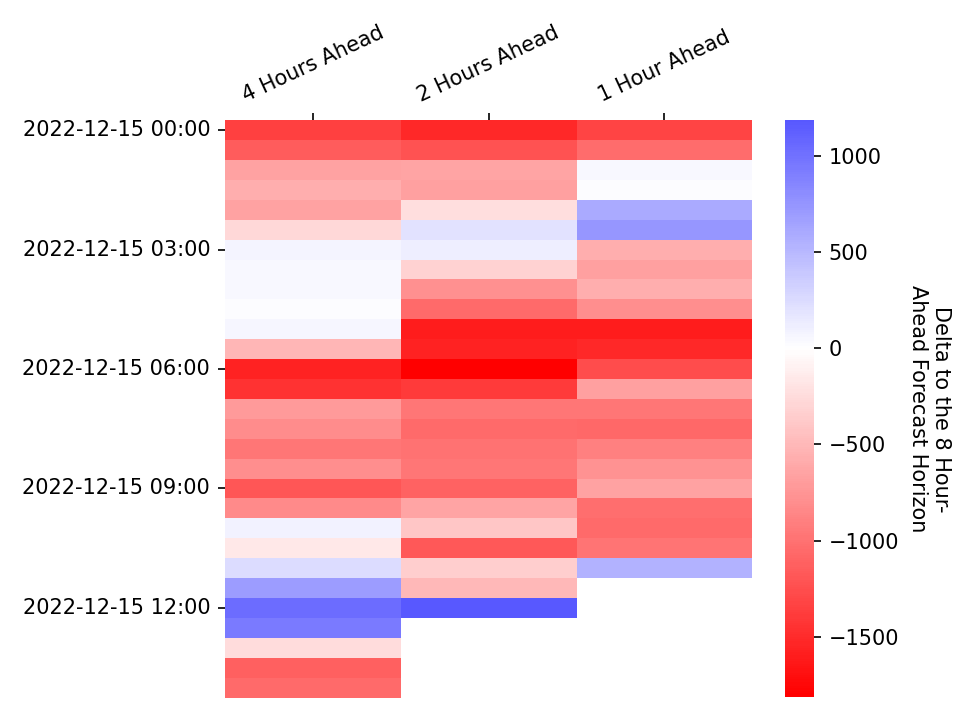 4 Hours Ahead
2 Hours Ahead
1 Hour Ahead
2022-12-15 00:00
2022-12-15 03:00
2022-12-15 06:00
2022-12-15 09:00
2022-12-15 12:00
1000
500
0
−500
−1000
−1500
Delta to the 8 Hour-
Ahead Forecast Horizon